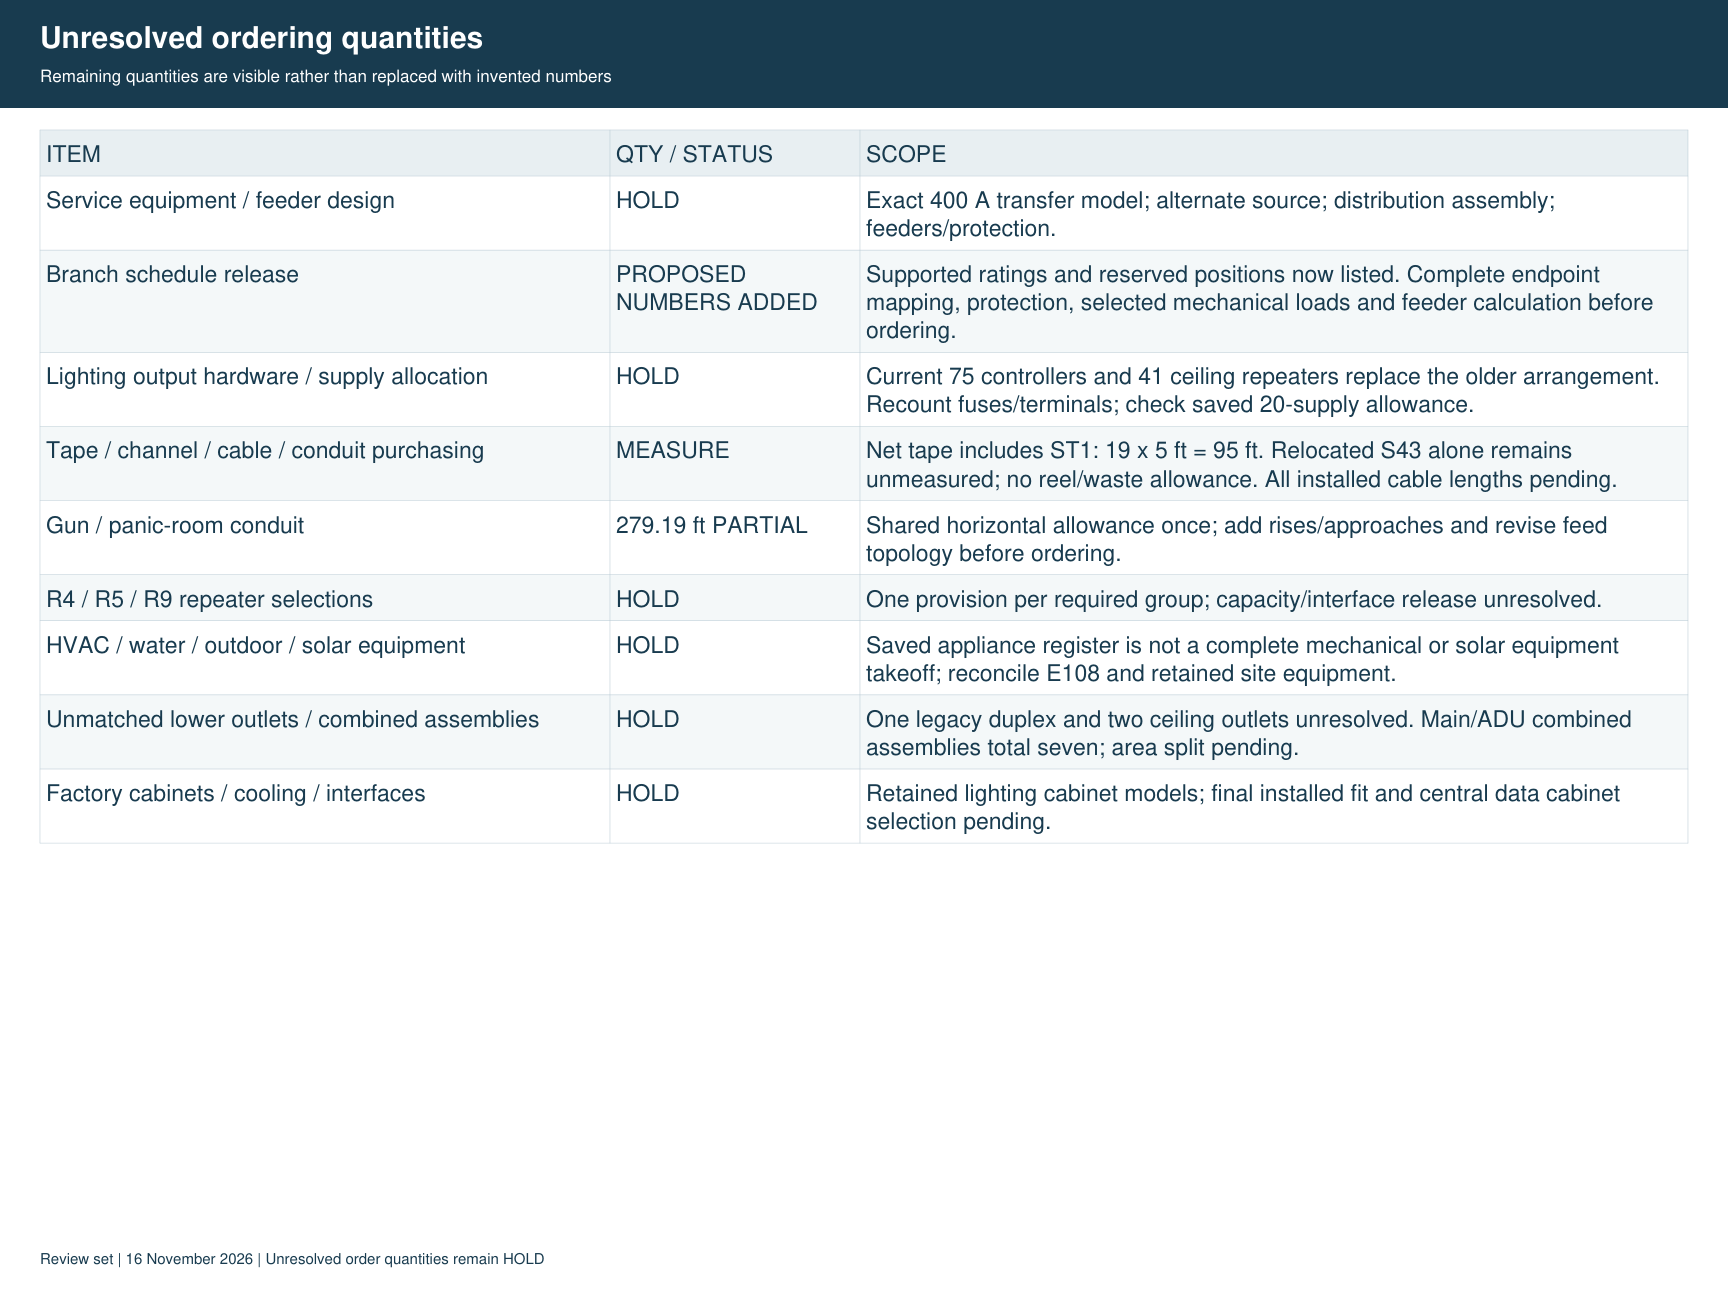 Unresolved ordering quantities
Remaining quantities are visible rather than replaced with invented numbers
ITEM
QTY / STATUS
SCOPE
Service equipment / feeder design
HOLD
Exact 400 A transfer model; alternate source; distribution assembly;
feeders/protection.
Branch schedule release
PROPOSED
NUMBERS ADDED
Supported ratings and reserved positions now listed. Complete endpoint
mapping, protection, selected mechanical loads and feeder calculation before
ordering.
Lighting output hardware / supply allocation
HOLD
Current 75 controllers and 41 ceiling repeaters replace the older arrangement.
Recount fuses/terminals; check saved 20-supply allowance.
Tape / channel / cable / conduit purchasing
MEASURE
Net tape includes ST1: 19 x 5 ft = 95 ft. Relocated S43 alone remains
unmeasured; no reel/waste allowance. All installed cable lengths pending.
Gun / panic-room conduit
279.19 ft PARTIAL
Shared horizontal allowance once; add rises/approaches and revise feed
topology before ordering.
R4 / R5 / R9 repeater selections
HOLD
One provision per required group; capacity/interface release unresolved.
HVAC / water / outdoor / solar equipment
HOLD
Saved appliance register is not a complete mechanical or solar equipment
takeoff; reconcile E108 and retained site equipment.
Unmatched lower outlets / combined assemblies
HOLD
One legacy duplex and two ceiling outlets unresolved. Main/ADU combined
assemblies total seven; area split pending.
Factory cabinets / cooling / interfaces
HOLD
Retained lighting cabinet models; final installed fit and central data cabinet
selection pending.
Review set | 16 November 2026 | Unresolved order quantities remain HOLD